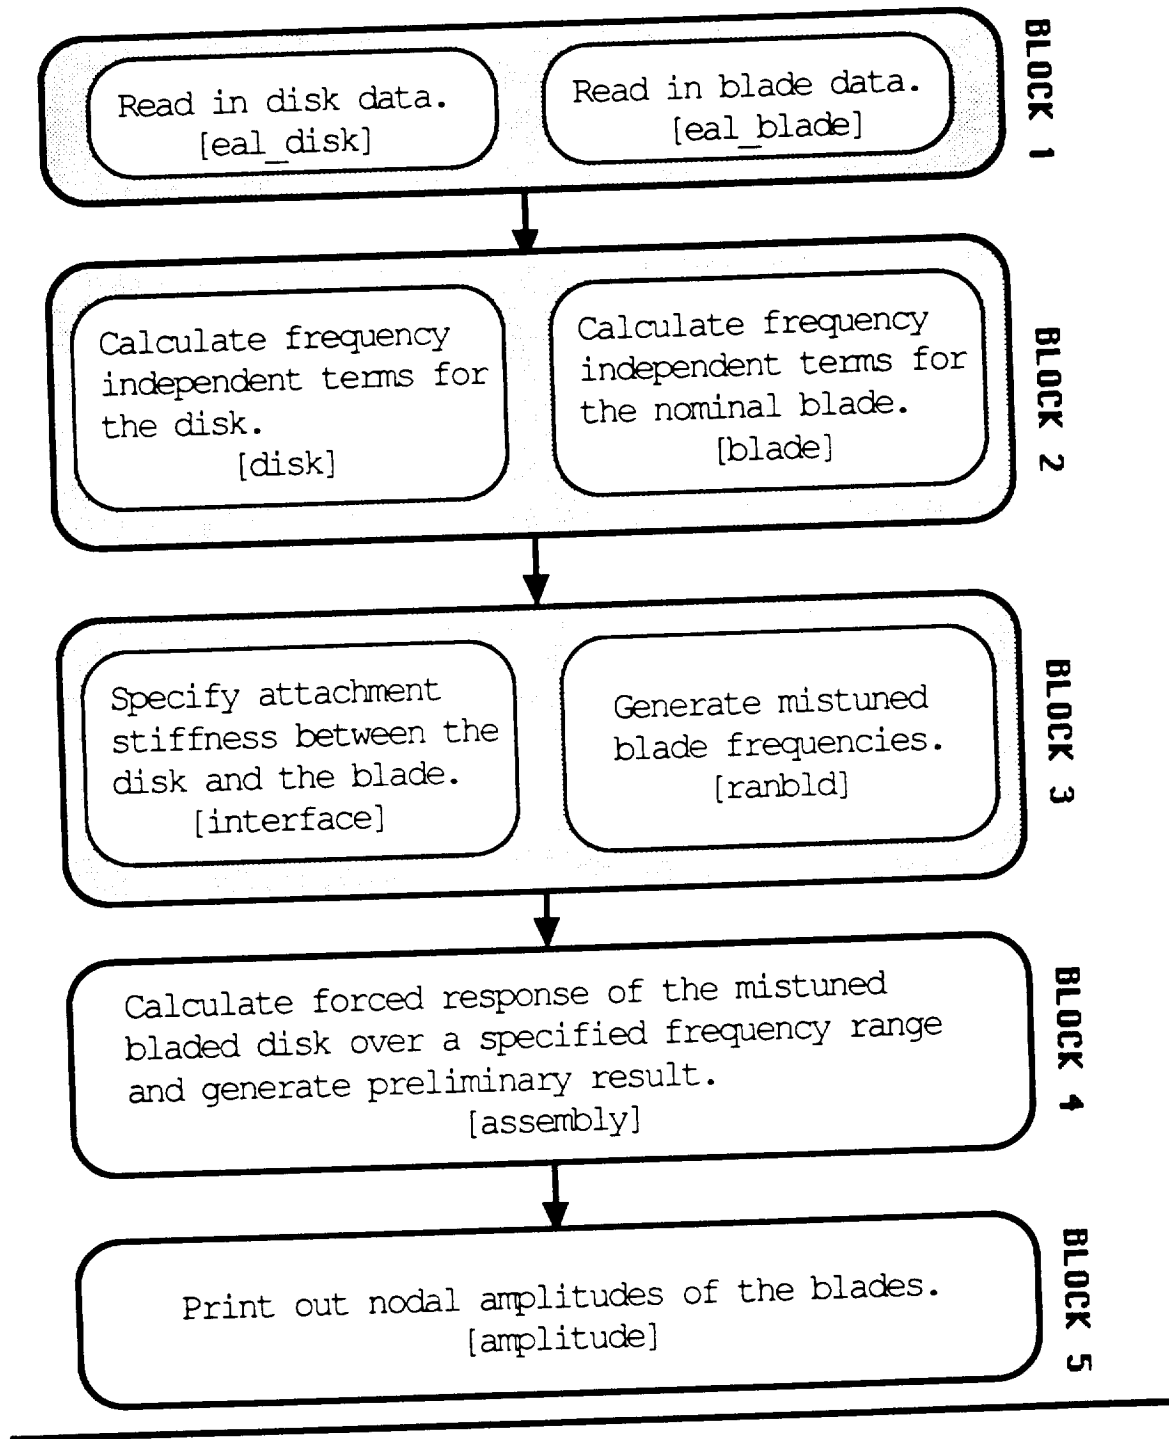 BLOCK 1
Read in disk data.
[eal_disk]
Read in blade data.
[eal_blade]
BLOCK 2
Calculate frequency
independent terms for
the disk.
[disk]
Calculate frequency
independent terms for
the nominal blade.
[blade]
BLOCK 3
Specify attachment
stiffness between the
disk and the blade.
[interface]
Generate mistuned
blade frequencies.
[ranbld]
BLOCK 4
Calculate forced response of the mistuned
bladed disk over a specified frequency range
and generate preliminary result.
[assembly]
BLOCK 5
Print out nodal amplitudes of the blades.
[amplitude]